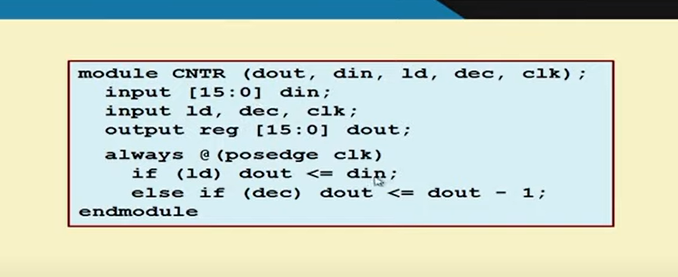 module CNTR (dout, din, ld, dec, clk);
input [15:0] din;
input ld, dec, clk;
output reg [15:0] dout;
always @(posedge clk)
if (ld) dout <= din;
else if (dec) dout <= dout - 1;
endmodule